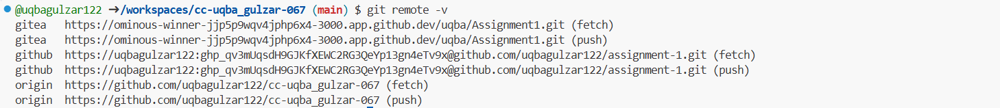 @uqbagulzar122 ➜/workspaces/cc-uqba_gulzar-067 (main) $ git remote -v
gitea https://ominous-winner-jjp5p9wqv4jphp6x4-3000.app.github.dev/uqba/Assignment1.git (fetch)
gitea https://ominous-winner-jjp5p9wqv4jphp6x4-3000.app.github.dev/uqba/Assignment1.git (push)
github https://uqbagulzar122: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@github.com/uqbagulzar122/assignment-1.git (fetch)
github https://uqbagulzar122: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@github.com/uqbagulzar122/assignment-1.git (push)
origin https://github.com/uqbagulzar122/cc-uqba_gulzar-067 (fetch)
origin https://github.com/uqbagulzar122/cc-uqba_gulzar-067 (push)